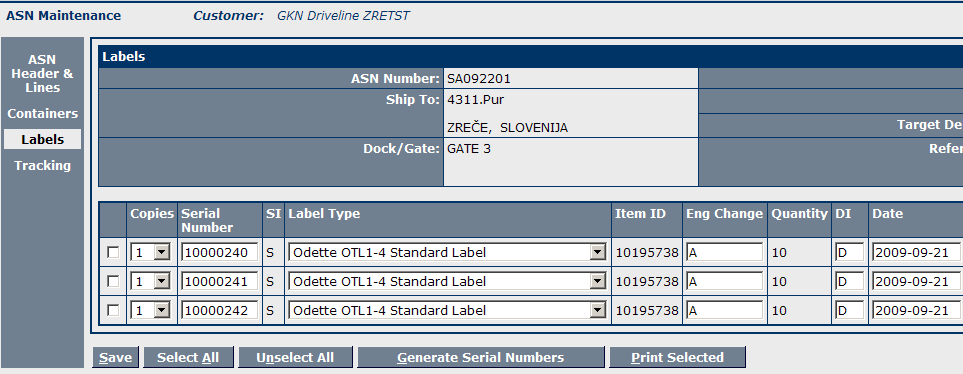 ASN Maintenance Customer: GKN Driveline ZRETST
ASN Header & Lines
Containers
Labels
Tracking
Labels
ASN Number: SA092201
Ship To: 4311.Pur
ZREČE, SLOVENIJA
Target De
Dock/Gate: GATE 3
Refer
Copies Serial Number SI Label Type Item ID Eng Change Quantity DI Date
1 10000240 S Odette OTL1-4 Standard Label 10195738 A 10 D 2009-09-21
1 10000241 S Odette OTL1-4 Standard Label 10195738 A 10 D 2009-09-21
1 10000242 S Odette OTL1-4 Standard Label 10195738 A 10 D 2009-09-21
Save Select All Unselect All Generate Serial Numbers Print Selected